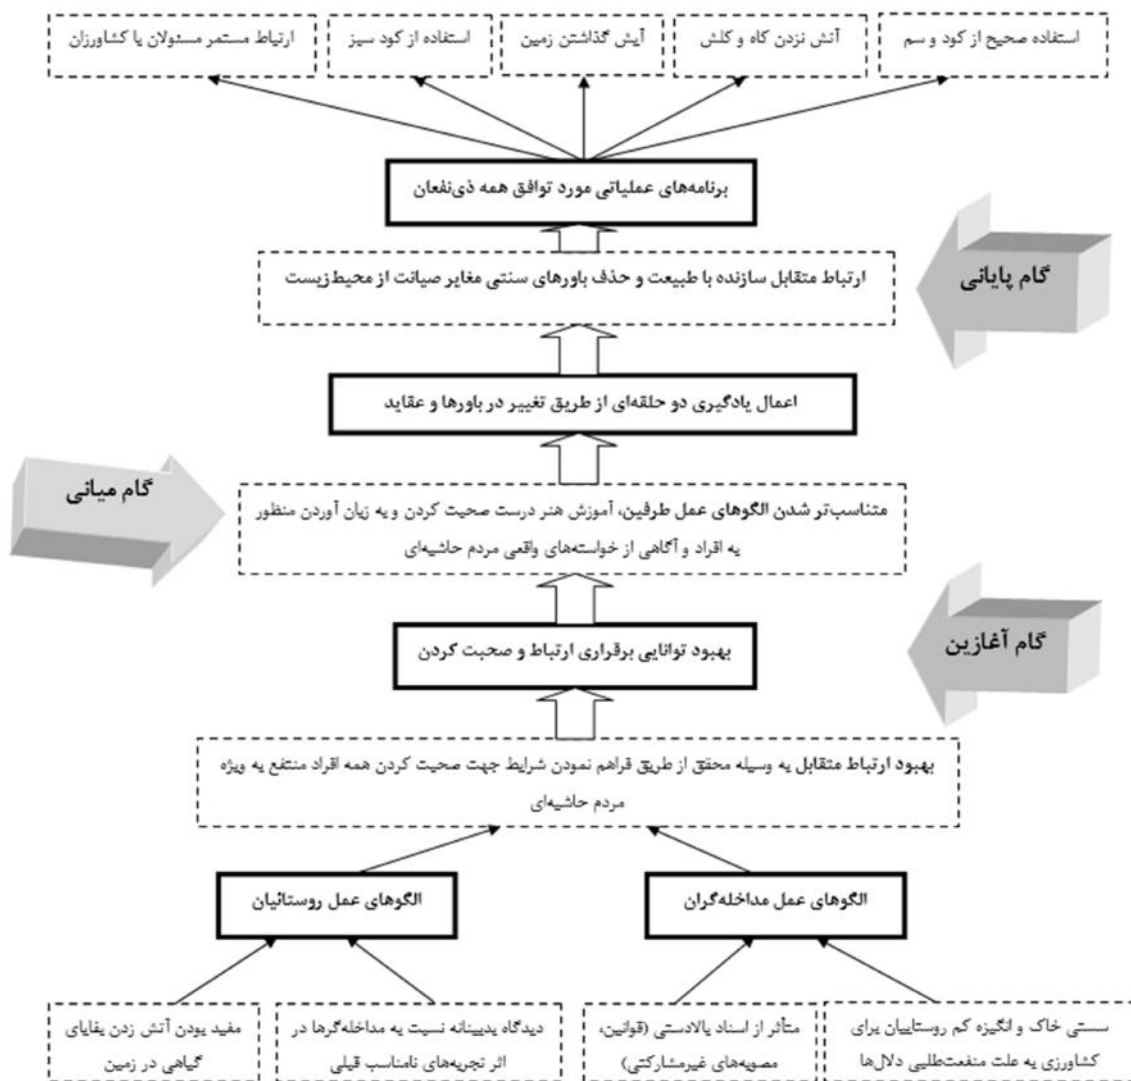 استفاده صحیح از کود و سم
آتش نزدن کاه و کلش
آیش گذاشتن زمین
استفاده از کود سبز
ارتباط مستمر مسئولان با کشاورزان
برنامه‌های عملیاتی مورد توافق همه ذی‌نفعان
گام پایانی
ارتباط متقابل سازنده با طبیعت و حذف باورهای سنتی مغایر صیانت از محیط‌زیست
اعمال یادگیری دو حلقه‌ای از طریق تغییر در باورها و عقاید
گام میانی
متناسب‌تر شدن الگوهای عمل طرفین، آموزش هنر درست صحبت کردن و به زبان آوردن منظور
به افراد و آگاهی از خواسته‌های واقعی مردم حاشیه‌ای
گام آغازین
بهبود توانایی برقراری ارتباط و صحبت کردن
بهبود ارتباط متقابل به وسیله محقق از طریق فراهم نمودن شرایط جهت صحبت کردن همه افراد منتفع به ویژه
مردم حاشیه‌ای
الگوهای عمل مداخله‌گران
الگوهای عمل روستائیان
سستی خاک و انگیزه کم روستاییان برای
کشاورزی به علت منفعت‌طلبی دلال‌ها
متأثر از اسناد بالادستی (قوانین،
مصوبه‌های غیرمشارکتی)
دیدگاه بدبینانه نسبت به مداخله‌گرها در
اثر تجربه‌های نامناسب قبلی
مفید بودن آتش زدن بقایای
گیاهی در زمین